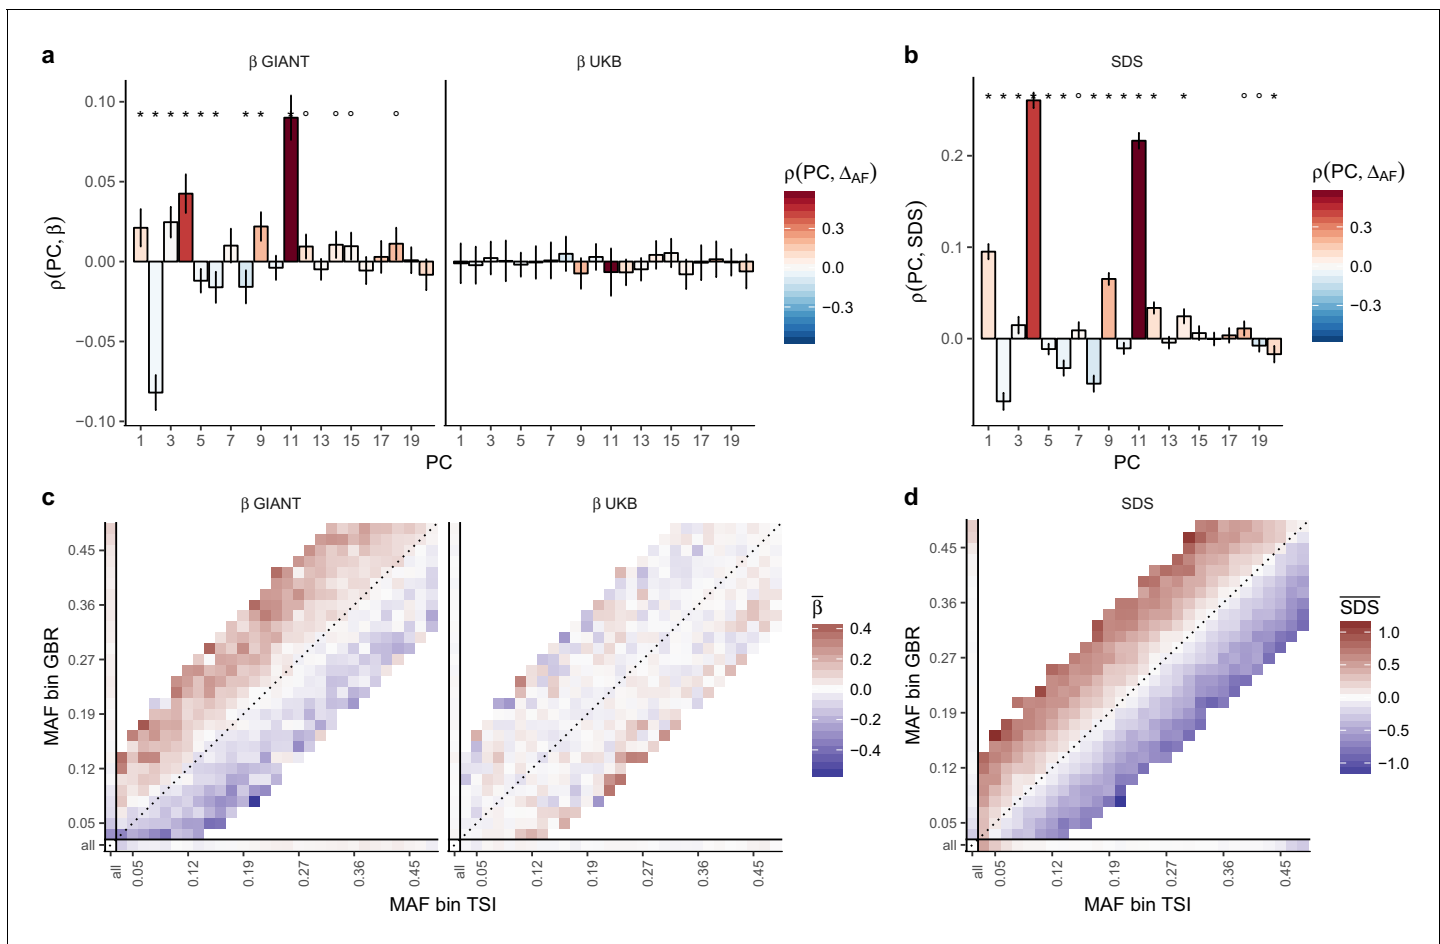 a
β GIANT
β UKB
ρ(PC, β)
0.10
0.05
0.00
−0.05
−0.10
* * * * * * * * * ° ° ° °
1 3 5 7 9 11 13 15 17 19
1 3 5 7 9 11 13 15 17 19
PC
ρ(PC, ΔAF)
0.3
0.0
−0.3
b
SDS
ρ(PC, SDS)
0.2
0.1
0.0
* * * * * * ° * * * * * * ° ° *
1 3 5 7 9 11 13 15 17 19
PC
ρ(PC, ΔAF)
0.3
0.0
−0.3
c
β GIANT
β UKB
MAF bin GBR
0.45
0.36
0.27
0.19
0.12
0.05
all
all 0.05 0.12 0.19 0.27 0.36 0.45
all 0.05 0.12 0.19 0.27 0.36 0.45
MAF bin TSI
β̅
0.4
0.2
0.0
−0.2
−0.4
d
SDS
MAF bin GBR
0.45
0.36
0.27
0.19
0.12
0.05
all
all 0.05 0.12 0.19 0.27 0.36 0.45
MAF bin TSI
S̅D̅S̅
1.0
0.5
0.0
−0.5
−1.0